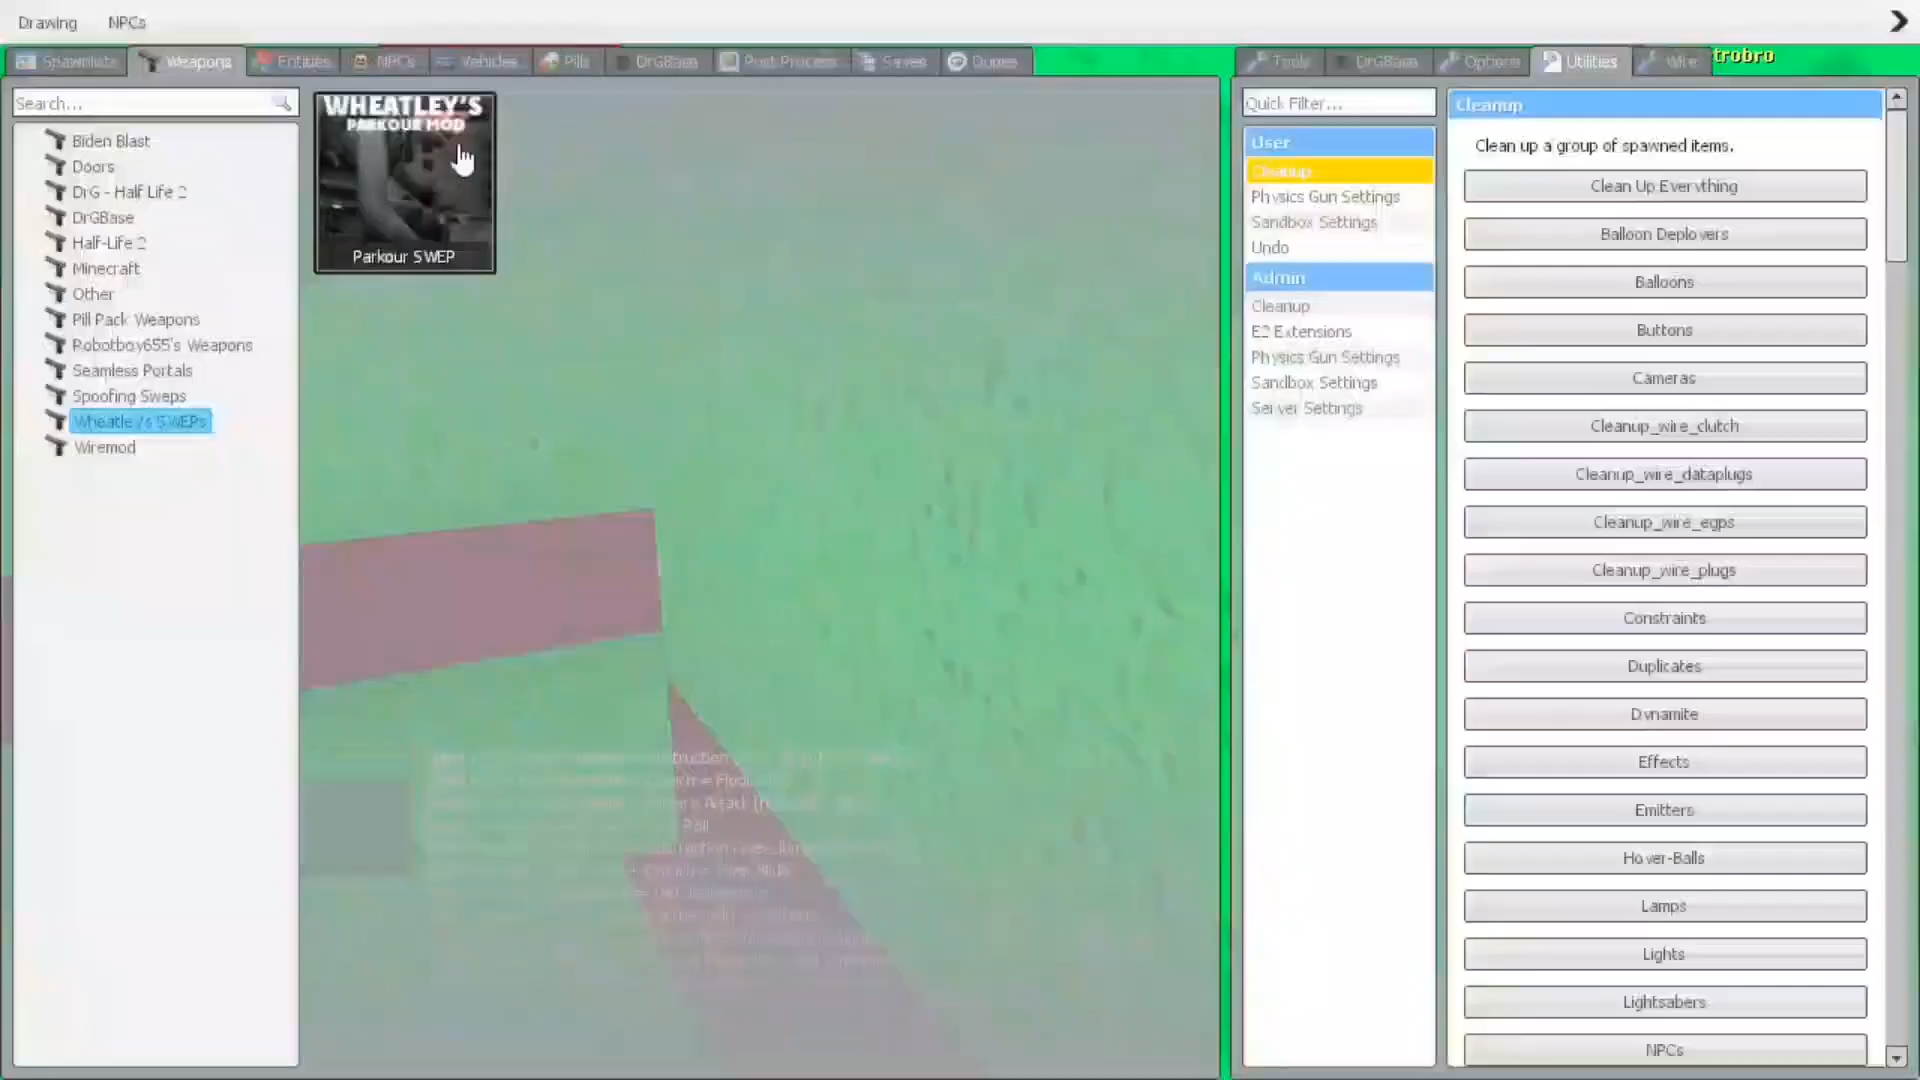 Drawing NPCs
Spawnlists Weapons Entities NPCs Vehicles Pills DrGBase Post Process Saves Dupes
Tools DrGBase Options Utilities Wire trobro
Search...
Biden Blast
Doors
DrG - Half Life 2
DrGBase
Half-Life 2
Minecraft
Other
Pill Pack Weapons
Robotboy655's Weapons
Seamless Portals
Spoofing Sweps
Wheatley's SWEPs
Wiremod
WHEATLEY'S
PARKOUR MOD
Parkour SWEP
Quick Filter...
User
Cleanup
Physics Gun Settings
Sandbox Settings
Undo
Admin
Cleanup
E2 Extensions
Physics Gun Settings
Sandbox Settings
Server Settings
Cleanup
Clean up a group of spawned items.
Clean Up Everything
Balloon Deployers
Balloons
Buttons
Cameras
Cleanup_wire_clutch
Cleanup_wire_dataplugs
Cleanup_wire_egps
Cleanup_wire_plugs
Constraints
Duplicates
Dynamite
Effects
Emitters
Hover-Balls
Lamps
Lights
Lightsabers
NPCs